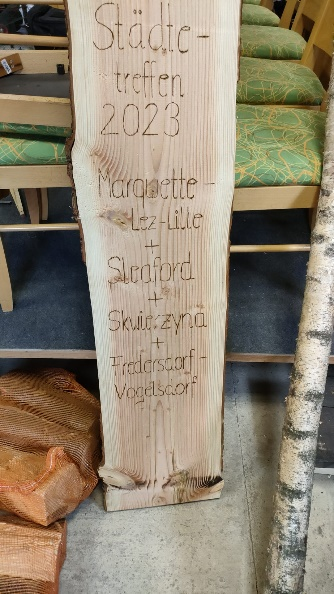 Städte-
treffen
2023
Marquette-
Lez-Lille
+
Sleaford
+
Skwierzyna
+
Fredersdorf-
Vogelsdorf